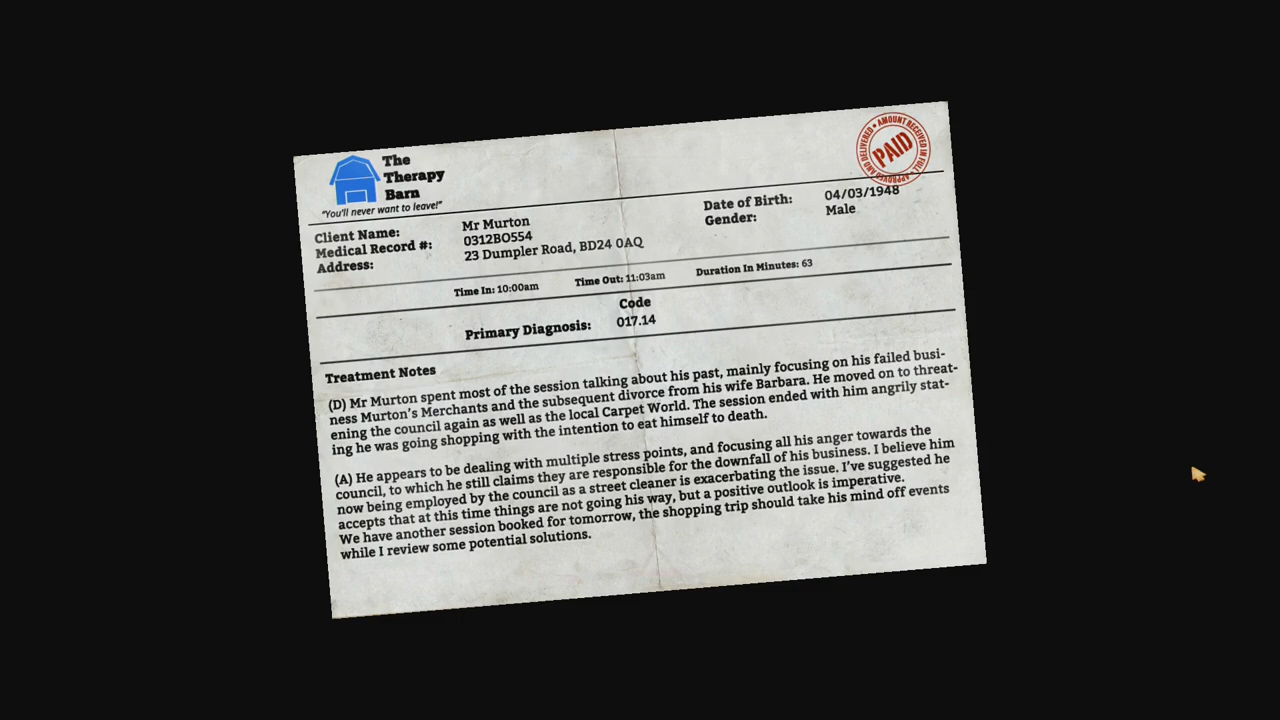 The
Therapy
Barn
"You'll never want to leave!"
AMOUNT RECEIVED IN FULL • APPROVED AND DELIVERED •
PAID
Client Name: Mr Murton
Medical Record #: 0312BO554
Address: 23 Dumpler Road, BD24 0AQ
Date of Birth: 04/03/1948
Gender: Male
Time In: 10:00am Time Out: 11:03am Duration In Minutes: 63
Code
Primary Diagnosis: 017.14
Treatment Notes
(D) Mr Murton spent most of the session talking about his past, mainly focusing on his failed busi-
ness Murton's Merchants and the subsequent divorce from his wife Barbara. He moved on to threat-
ening the council again as well as the local Carpet World. The session ended with him angrily stat-
ing he was going shopping with the intention to eat himself to death.
(A) He appears to be dealing with multiple stress points, and focusing all his anger towards the
council, to which he still claims they are responsible for the downfall of his business. I believe him
now being employed by the council as a street cleaner is exacerbating the issue. I've suggested he
accepts that at this time things are not going his way, but a positive outlook is imperative.
We have another session booked for tomorrow, the shopping trip should take his mind off events
while I review some potential solutions.